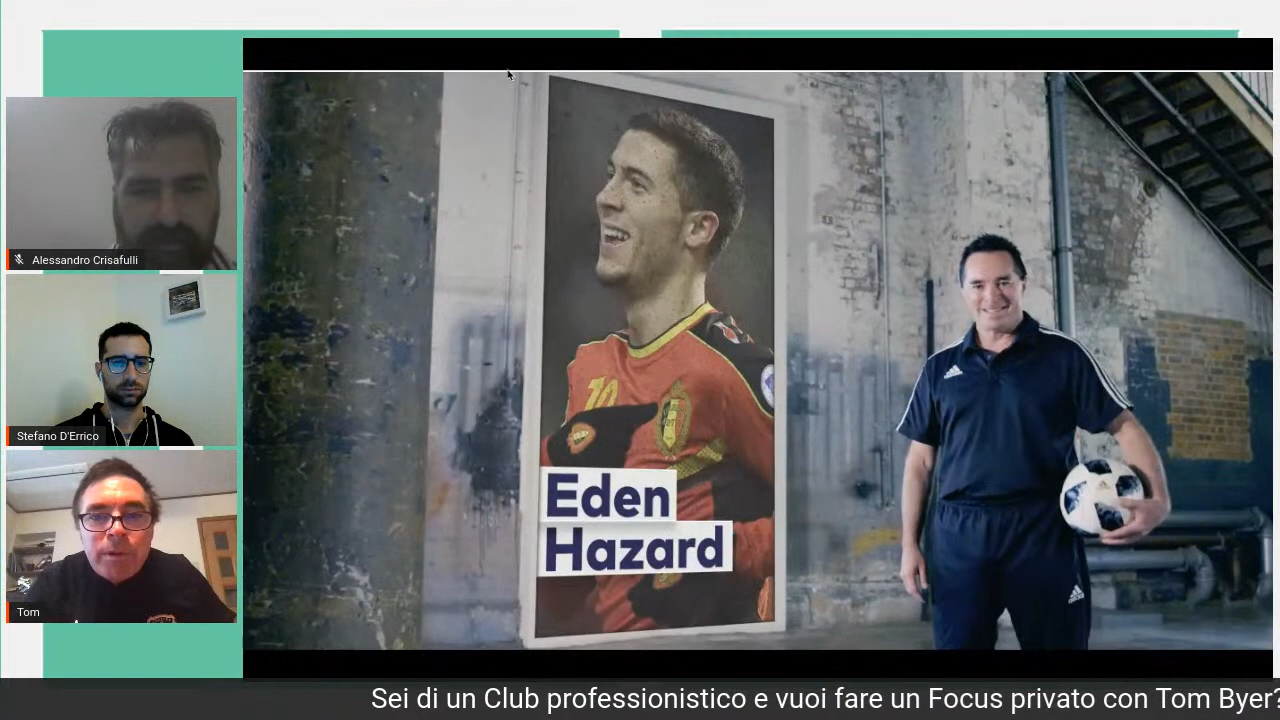 Alessandro Crisafulli
Stefano D'Errico
Tom
10
Eden
Hazard
Sei di un Club professionistico e vuoi fare un Focus privato con Tom Byer?